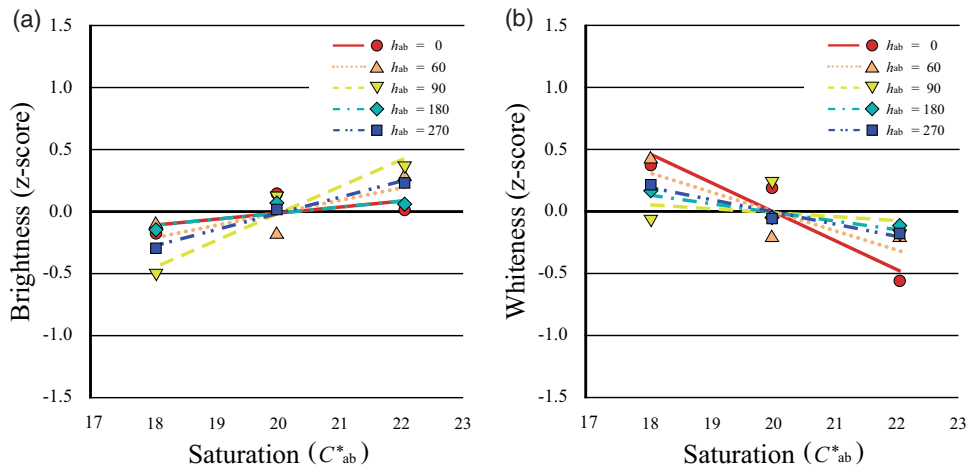 (a)
Brightness (z-score)
1.5
1.0
0.5
0.0
-0.5
-1.0
-1.5
17 18 19 20 21 22 23
Saturation (C*ab)
hab = 0
hab = 60
hab = 90
hab = 180
hab = 270
(b)
Whiteness (z-score)
1.5
1.0
0.5
0.0
-0.5
-1.0
-1.5
17 18 19 20 21 22 23
Saturation (C*ab)
hab = 0
hab = 60
hab = 90
hab = 180
hab = 270